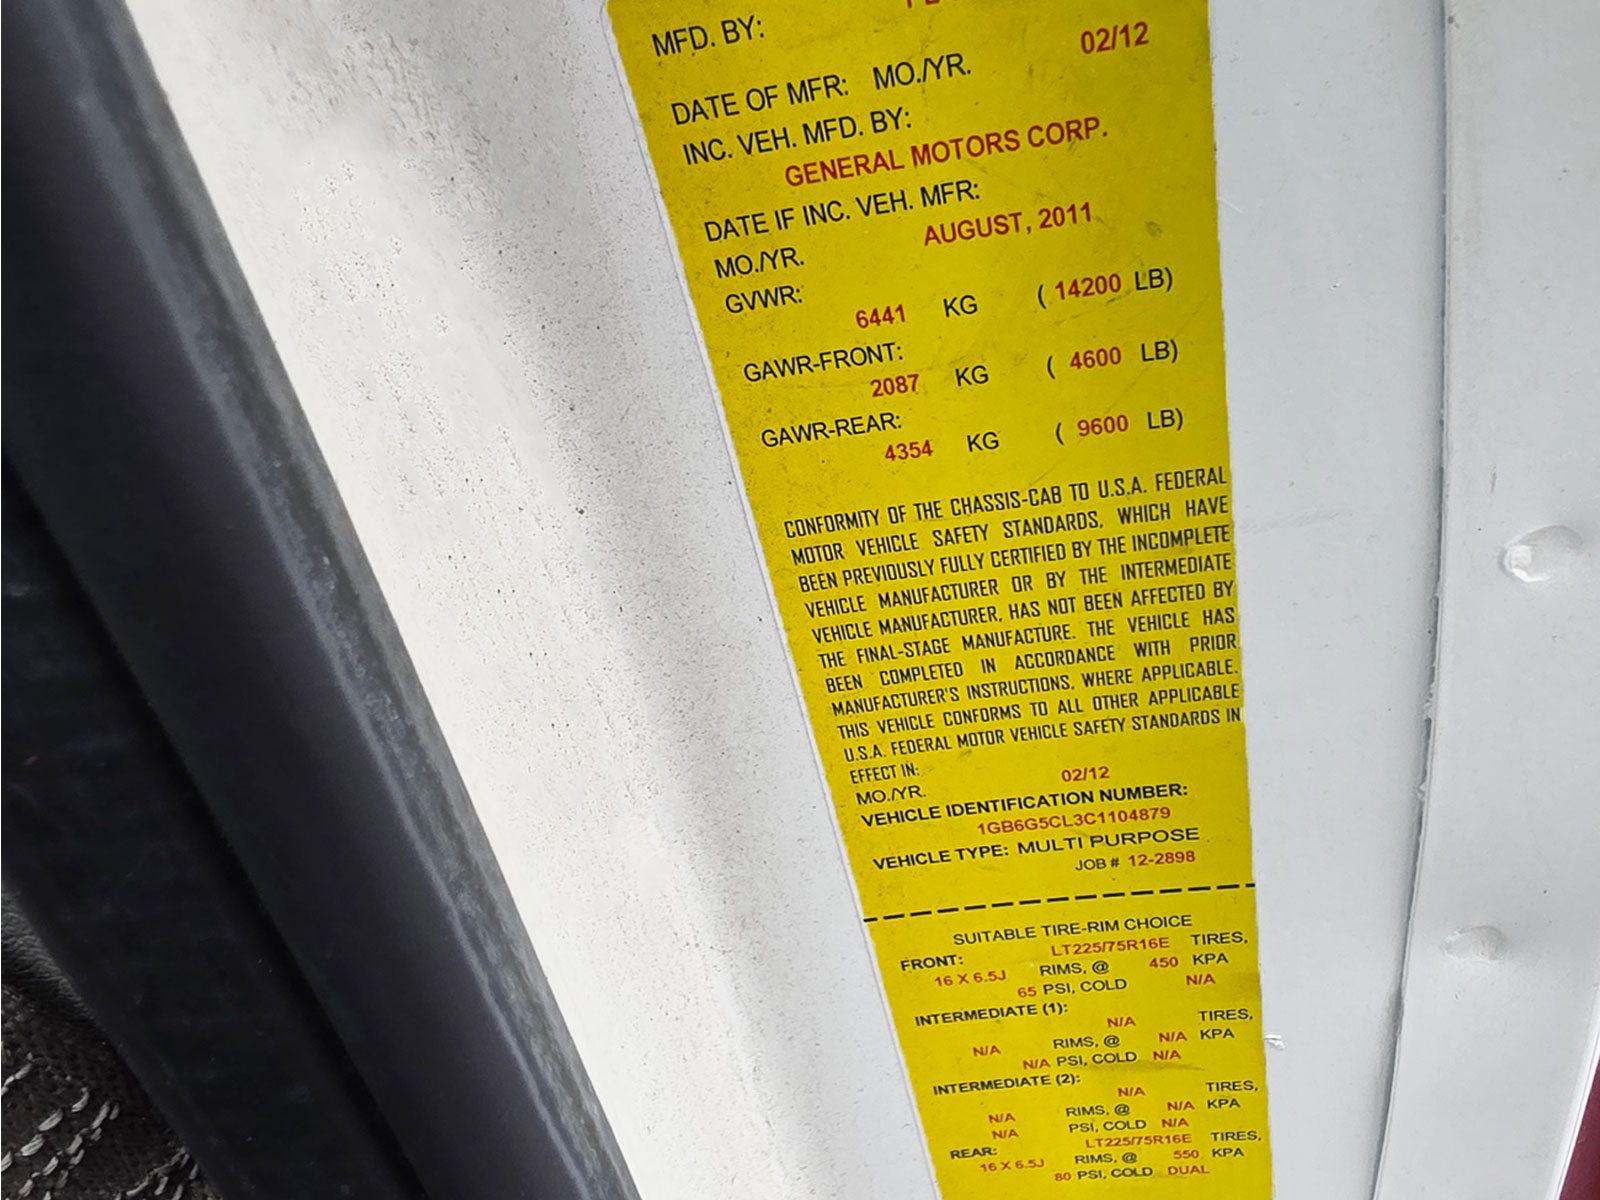 MFD. BY:
DATE OF MFR: MO./YR. 02/12
INC. VEH. MFD. BY:
GENERAL MOTORS CORP.
DATE IF INC. VEH. MFR:
MO./YR. AUGUST, 2011
GVWR:
6441 KG ( 14200 LB)
GAWR-FRONT:
2087 KG ( 4600 LB)
GAWR-REAR:
4354 KG ( 9600 LB)
CONFORMITY OF THE CHASSIS-CAB TO U.S.A. FEDERAL
MOTOR VEHICLE SAFETY STANDARDS, WHICH HAVE
BEEN PREVIOUSLY FULLY CERTIFIED BY THE INCOMPLETE
VEHICLE MANUFACTURER OR BY THE INTERMEDIATE
VEHICLE MANUFACTURER, HAS NOT BEEN AFFECTED BY
THE FINAL-STAGE MANUFACTURE. THE VEHICLE HAS
BEEN COMPLETED IN ACCORDANCE WITH PRIOR
MANUFACTURER'S INSTRUCTIONS, WHERE APPLICABLE.
THIS VEHICLE CONFORMS TO ALL OTHER APPLICABLE
U.S.A. FEDERAL MOTOR VEHICLE SAFETY STANDARDS IN
EFFECT IN:
MO./YR. 02/12
VEHICLE IDENTIFICATION NUMBER:
1GB6G5CL3C1104879
VEHICLE TYPE: MULTI PURPOSE
JOB # 12-2898
SUITABLE TIRE-RIM CHOICE
FRONT: LT225/75R16E TIRES,
16 X 6.5J RIMS, @ 450 KPA
65 PSI, COLD N/A
INTERMEDIATE (1):
N/A TIRES,
N/A RIMS, @ N/A KPA
N/A PSI, COLD N/A
INTERMEDIATE (2):
N/A TIRES,
N/A RIMS, @ N/A KPA
N/A PSI, COLD N/A
REAR: LT225/75R16E TIRES,
16 X 6.5J RIMS, @ 550 KPA
80 PSI, COLD DUAL